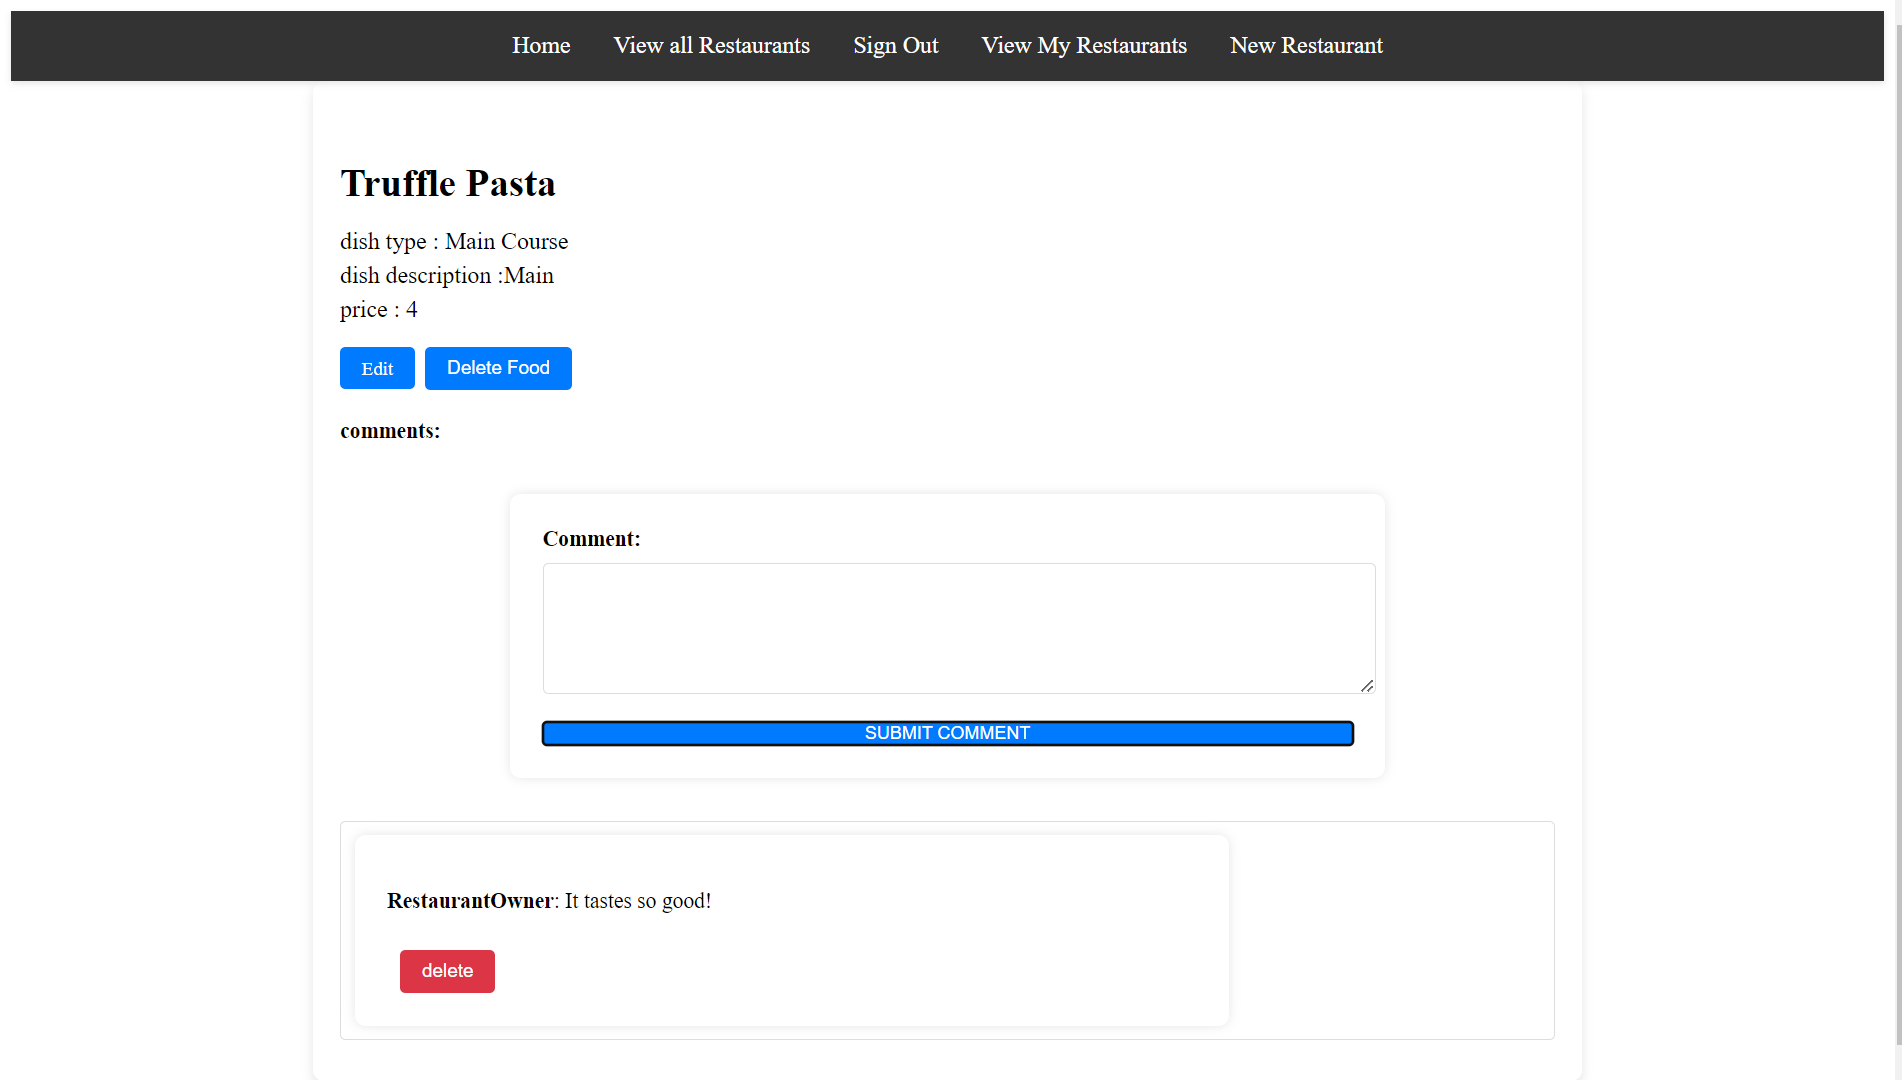 Home View all Restaurants Sign Out View My Restaurants New Restaurant
Truffle Pasta
dish type : Main Course
dish description :Main
price : 4
Edit Delete Food
comments:
Comment:
SUBMIT COMMENT
RestaurantOwner: It tastes so good!
delete